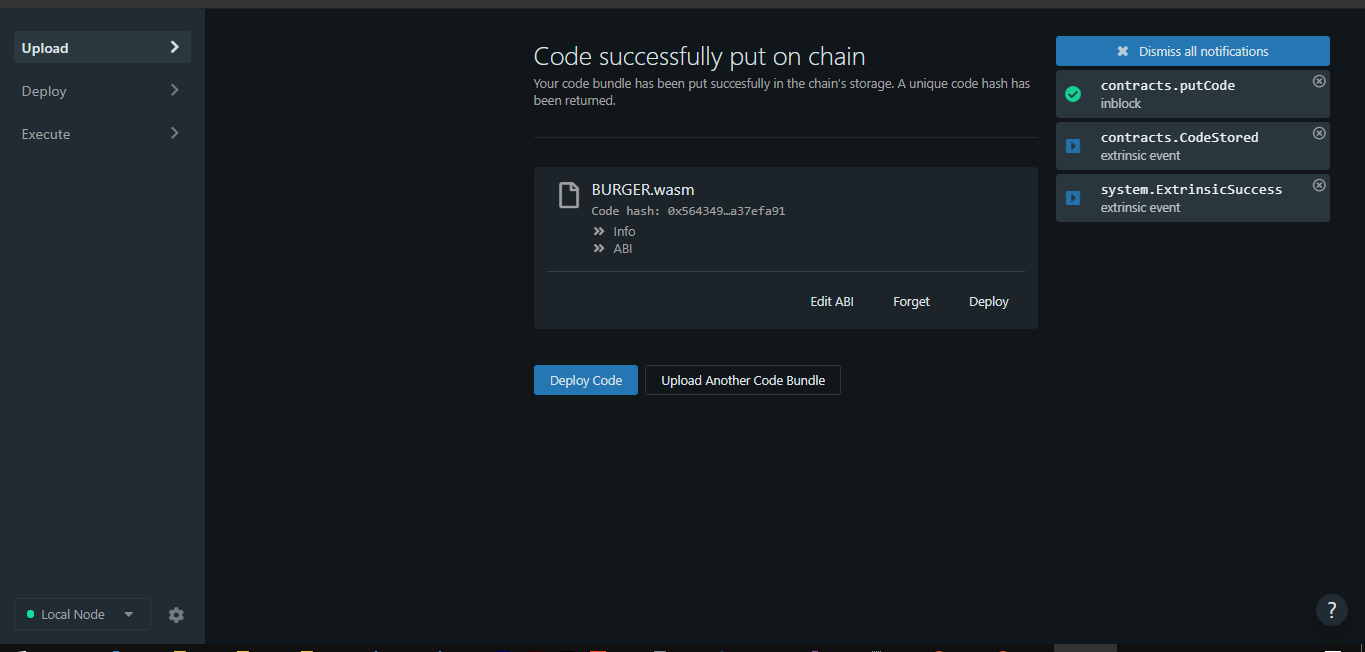 Upload
Deploy
Execute
Local Node
Code successfully put on chain
Your code bundle has been put succesfully in the chain's storage. A unique code hash has
been returned.
BURGER.wasm
Code hash: 0x564349…a37efa91
Info
ABI
Edit ABI
Forget
Deploy
Deploy Code
Upload Another Code Bundle
Dismiss all notifications
contracts.putCode
inblock
contracts.CodeStored
extrinsic event
system.ExtrinsicSuccess
extrinsic event
?